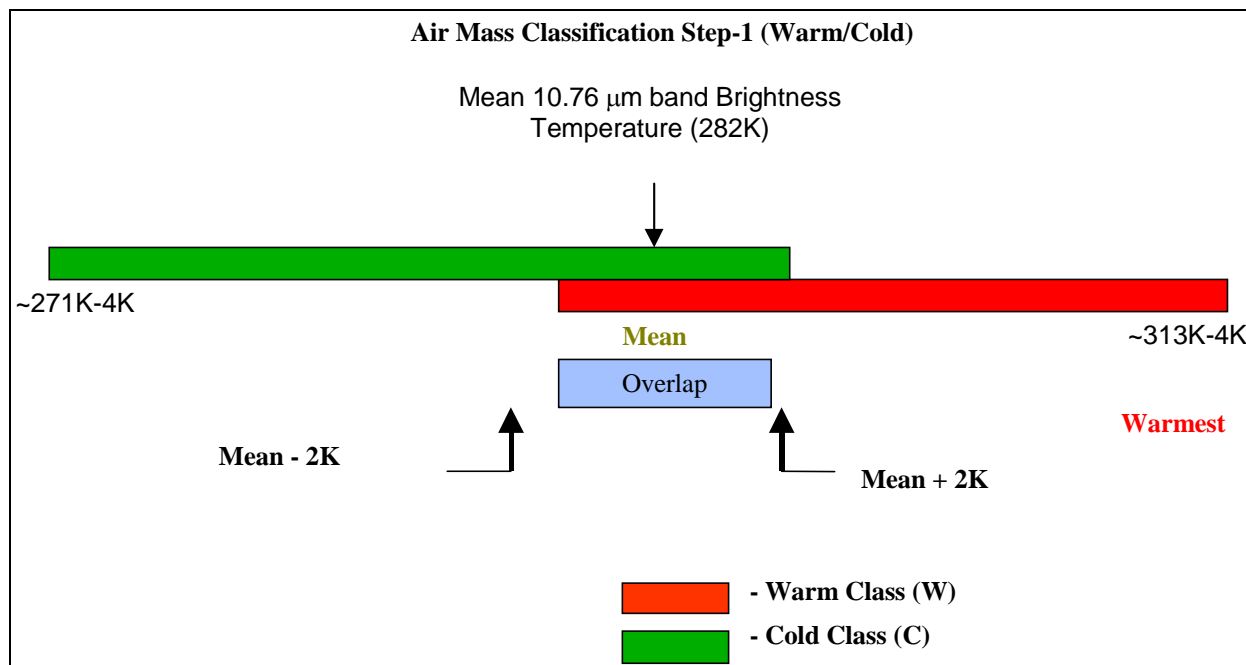 Air Mass Classification Step-1 (Warm/Cold)
Mean 10.76 μm band Brightness
Temperature (282K)
~271K-4K
~313K-4K
Mean
Overlap
Warmest
Mean - 2K
Mean + 2K
- Warm Class (W)
- Cold Class (C)